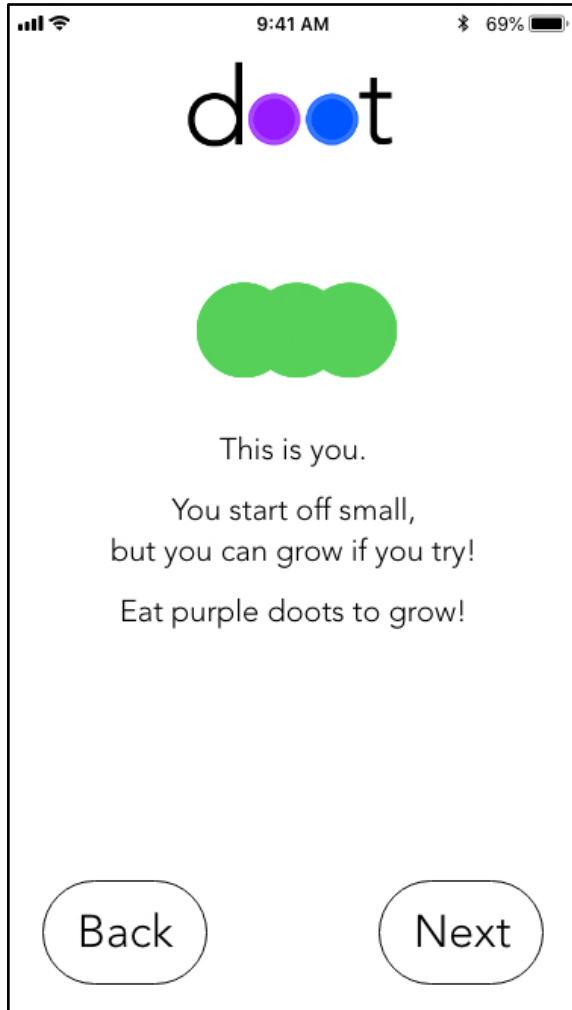 9:41 AM 69%
doot
This is you.
You start off small,
but you can grow if you try!
Eat purple doots to grow!
Back Next